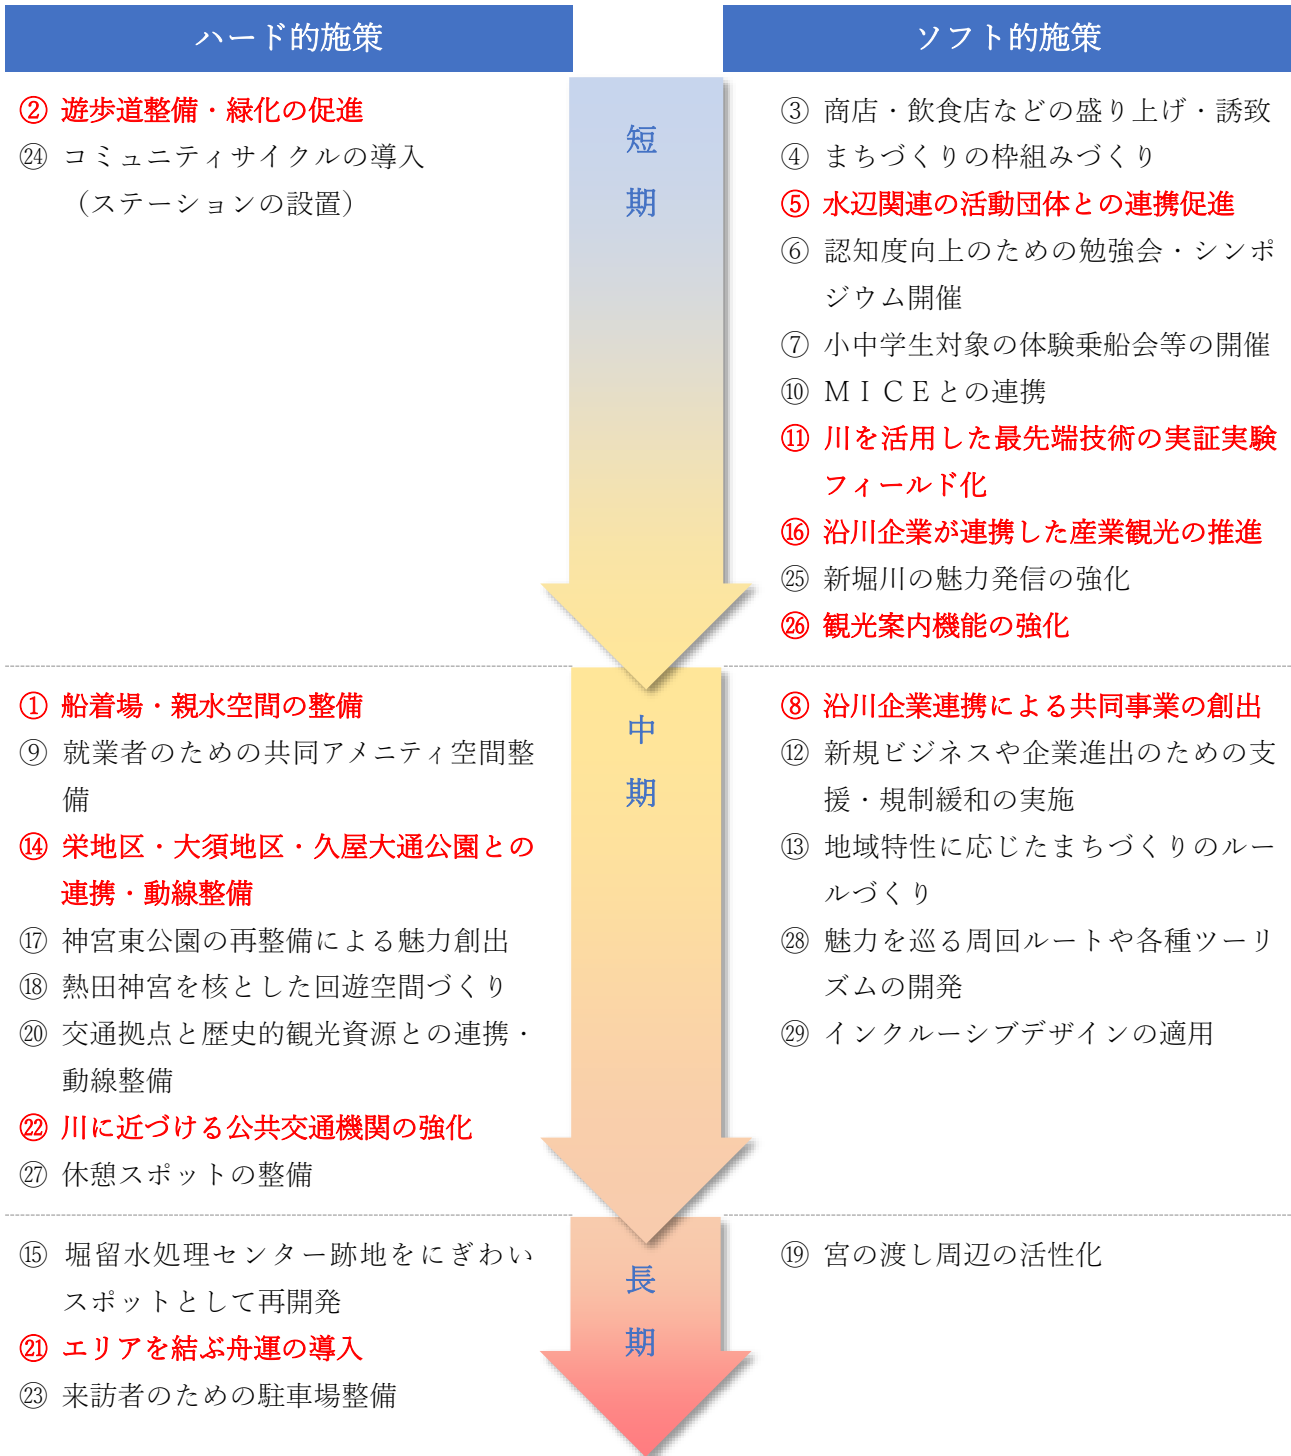 ハード的施策
ソフト的施策
② 遊歩道整備・緑化の促進
㉔ コミュニティサイクルの導入
（ステーションの設置）
短
期
③ 商店・飲食店などの盛り上げ・誘致
④ まちづくりの枠組みづくり
⑤ 水辺関連の活動団体との連携促進
⑥ 認知度向上のための勉強会・シンポ
ジウム開催
⑦ 小中学生対象の体験乗船会等の開催
⑩ ＭＩＣＥとの連携
⑪ 川を活用した最先端技術の実証実験
フィールド化
⑯ 沿川企業が連携した産業観光の推進
㉕ 新堀川の魅力発信の強化
㉖ 観光案内機能の強化
① 船着場・親水空間の整備
⑨ 就業者のための共同アメニティ空間整
備
⑭ 栄地区・大須地区・久屋大通公園との
連携・動線整備
⑰ 神宮東公園の再整備による魅力創出
⑱ 熱田神宮を核とした回遊空間づくり
⑳ 交通拠点と歴史的観光資源との連携・
動線整備
㉒ 川に近づける公共交通機関の強化
㉗ 休憩スポットの整備
中
期
⑧ 沿川企業連携による共同事業の創出
⑫ 新規ビジネスや企業進出のための支
援・規制緩和の実施
⑬ 地域特性に応じたまちづくりのルー
ルづくり
㉘ 魅力を巡る周回ルートや各種ツーリ
ズムの開発
㉙ インクルーシブデザインの適用
⑮ 堀留水処理センター跡地をにぎわい
スポットとして再開発
㉑ エリアを結ぶ舟運の導入
㉓ 来訪者のための駐車場整備
長
期
⑲ 宮の渡し周辺の活性化